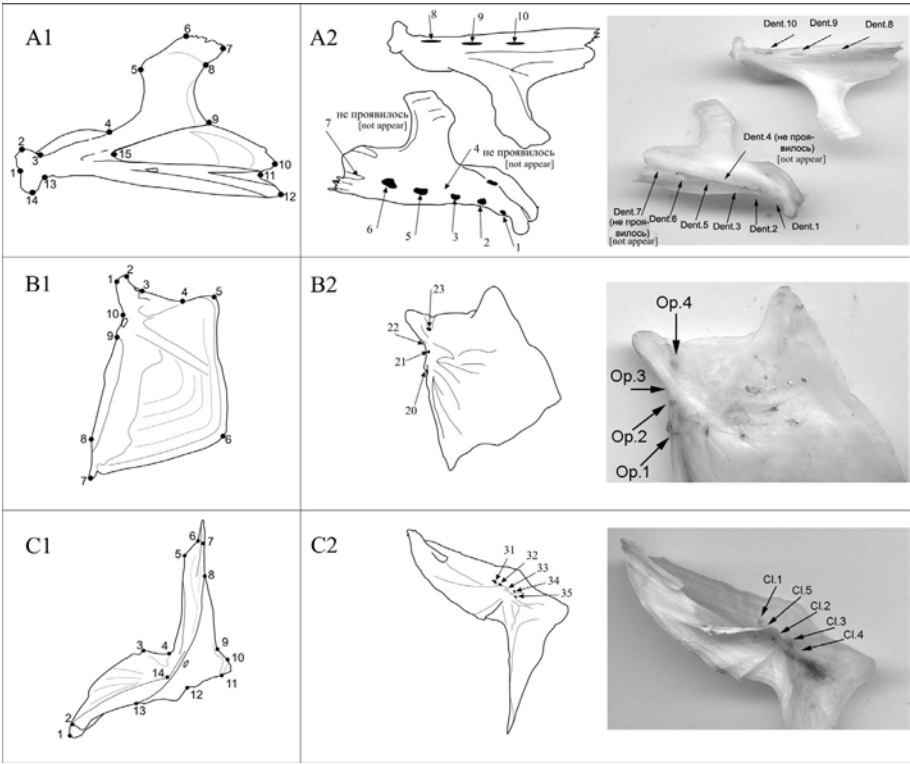 A1
6
7
5
8
4
9
2
3
15
10
1
11
13
12
14
A2
8
9
10
не проявилось
[not appear]
7
не проявилось
4
[not appear]
6
5
3
2
1
Dent.10
Dent.9
Dent.8
Dent.4 (не проя-
вилось)
[not appear]
Dent.7
(не проя-
вилось)
[not appear]
Dent.6
Dent.5
Dent.3
Dent.2
Dent.1
B1
2
1
3
4
5
10
9
8
6
7
B2
23
22
21
20
Op.4
Op.3
Op.2
Op.1
C1
6
7
5
8
3
4
9
10
14
11
12
13
2
1
C2
31
32
33
34
35
Cl.1
Cl.5
Cl.2
Cl.3
Cl.4